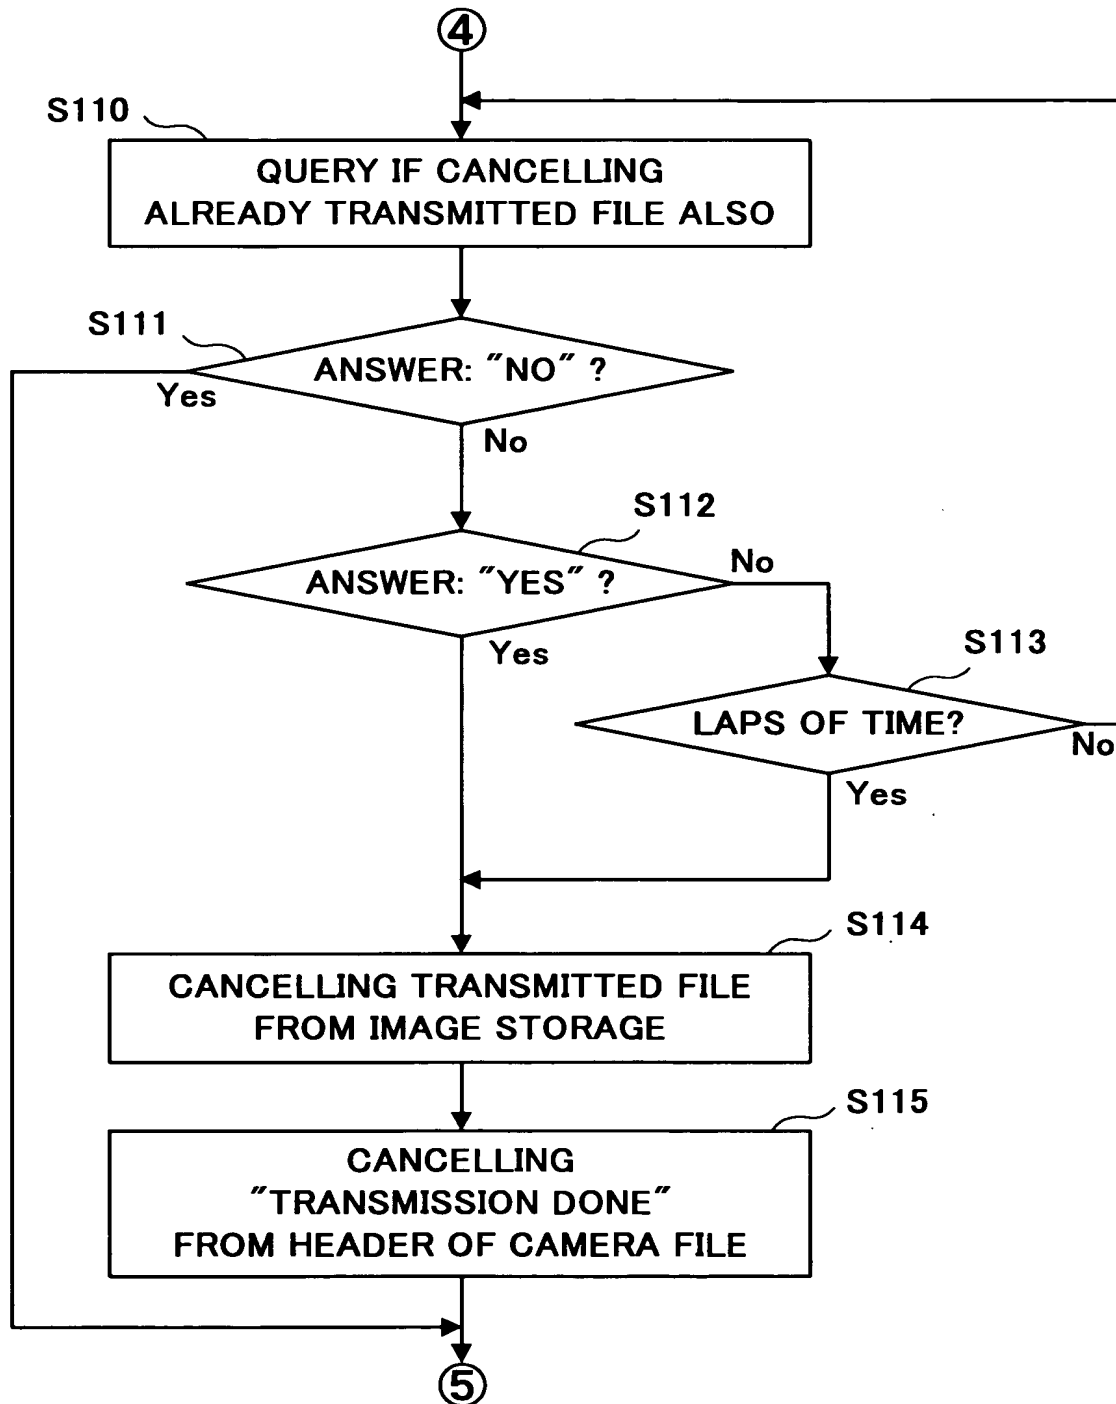 ④
S110
QUERY IF CANCELLING
ALREADY TRANSMITTED FILE ALSO
S111
ANSWER: "NO" ?
Yes
No
S112
ANSWER: "YES" ?
No
Yes
S113
LAPS OF TIME?
No
Yes
S114
CANCELLING TRANSMITTED FILE
FROM IMAGE STORAGE
S115
CANCELLING
"TRANSMISSION DONE"
FROM HEADER OF CAMERA FILE
⑤